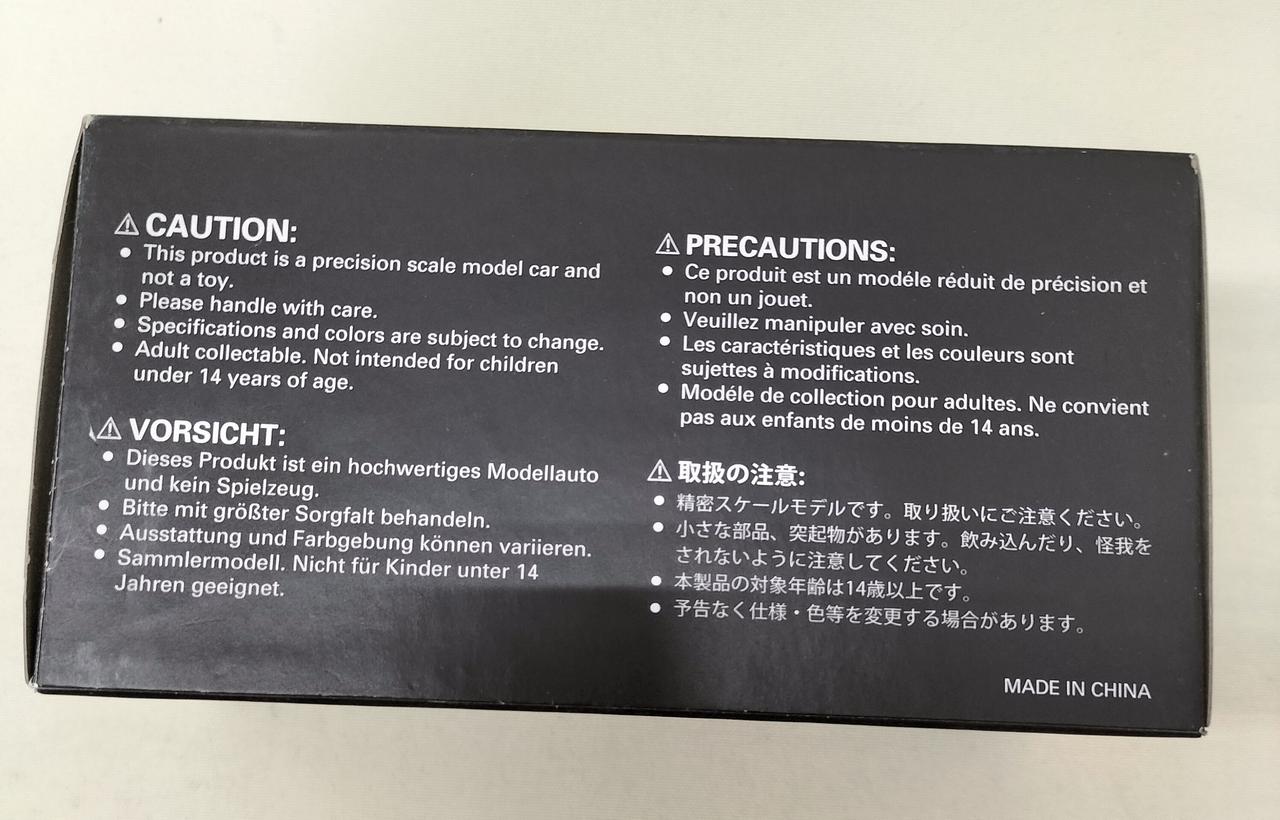 ⚠ CAUTION:
● This product is a precision scale model car and
not a toy.
● Please handle with care.
● Specifications and colors are subject to change.
● Adult collectable. Not intended for children
under 14 years of age.
⚠ VORSICHT:
● Dieses Produkt ist ein hochwertiges Modellauto
und kein Spielzeug.
● Bitte mit größter Sorgfalt behandeln.
● Ausstattung und Farbgebung können variieren.
● Sammlermodell. Nicht für Kinder unter 14
Jahren geeignet.
⚠ PRECAUTIONS:
● Ce produit est un modéle réduit de précision et
non un jouet.
● Veuillez manipuler avec soin.
● Les caractéristiques et les couleurs sont
sujettes à modifications.
● Modéle de collection pour adultes. Ne convient
pas aux enfants de moins de 14 ans.
⚠ 取扱の注意:
● 精密スケールモデルです。取り扱いにご注意ください。
● 小さな部品、突起物があります。飲み込んだり、怪我を
されないように注意してください。
● 本製品の対象年齢は14歳以上です。
● 予告なく仕様・色等を変更する場合があります。
MADE IN CHINA